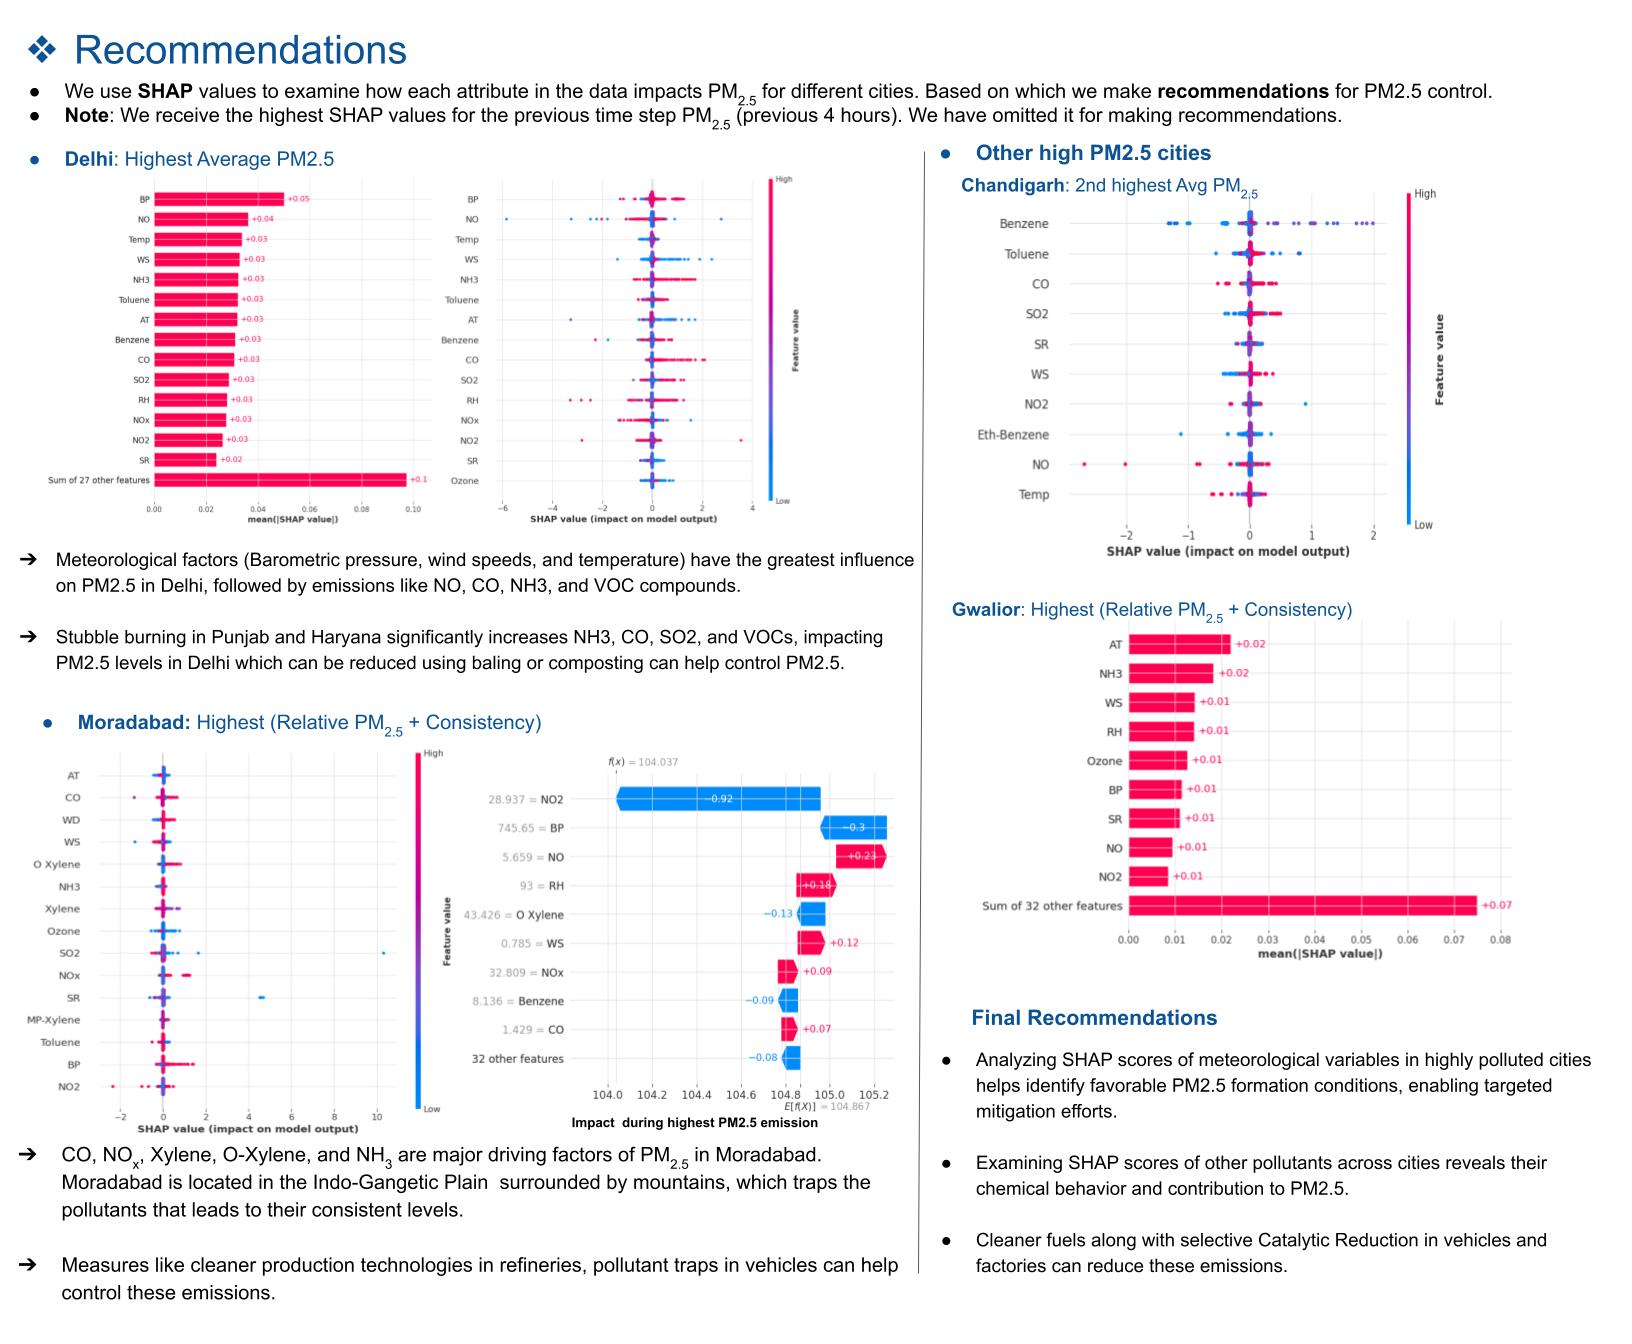 ❖ Recommendations
● We use SHAP values to examine how each attribute in the data impacts PM2.5 for different cities. Based on which we make recommendations for PM2.5 control.
● Note: We receive the highest SHAP values for the previous time step PM2.5 (previous 4 hours). We have omitted it for making recommendations.
● Delhi: Highest Average PM2.5
BP +0.05
NO +0.04
Temp +0.03
WS +0.03
NH3 +0.03
Toluene +0.03
AT +0.03
Benzene +0.03
CO +0.03
SO2 +0.03
RH +0.03
NOx +0.03
NO2 +0.03
SR +0.02
Sum of 27 other features +0.1
0.00 0.02 0.04 0.06 0.08 0.10
mean(|SHAP value|)
High
BP
NO
Temp
WS
NH3
Toluene
AT
Benzene
CO
SO2
RH
NOx
NO2
SR
Ozone
Low
Feature value
−6 −4 −2 0 2 4
SHAP value (impact on model output)
➔ Meteorological factors (Barometric pressure, wind speeds, and temperature) have the greatest influence
on PM2.5 in Delhi, followed by emissions like NO, CO, NH3, and VOC compounds.
➔ Stubble burning in Punjab and Haryana significantly increases NH3, CO, SO2, and VOCs, impacting
PM2.5 levels in Delhi which can be reduced using baling or composting can help control PM2.5.
● Moradabad: Highest (Relative PM2.5 + Consistency)
High
AT
CO
WD
WS
O Xylene
NH3
Xylene
Ozone
SO2
NOx
SR
MP-Xylene
Toluene
BP
NO2
Low
Feature value
−2 0 2 4 6 8 10
SHAP value (impact on model output)
f(x) = 104.037
28.937 = NO2 −0.92
745.65 = BP −0.3
5.659 = NO +0.23
93 = RH +0.18
43.426 = O Xylene −0.13
0.785 = WS +0.12
32.809 = NOx +0.09
8.136 = Benzene −0.09
1.429 = CO +0.07
32 other features −0.08
104.0 104.2 104.4 104.6 104.8 105.0 105.2
E[f(X)] = 104.867
Impact during highest PM2.5 emission
➔ CO, NOx, Xylene, O-Xylene, and NH3 are major driving factors of PM2.5 in Moradabad.
Moradabad is located in the Indo-Gangetic Plain surrounded by mountains, which traps the
pollutants that leads to their consistent levels.
➔ Measures like cleaner production technologies in refineries, pollutant traps in vehicles can help
control these emissions.
● Other high PM2.5 cities
Chandigarh: 2nd highest Avg PM2.5
High
Benzene
Toluene
CO
SO2
SR
WS
NO2
Eth-Benzene
NO
Temp
Low
Feature value
−2 −1 0 1 2
SHAP value (impact on model output)
Gwalior: Highest (Relative PM2.5 + Consistency)
AT +0.02
NH3 +0.02
WS +0.01
RH +0.01
Ozone +0.01
BP +0.01
SR +0.01
NO +0.01
NO2 +0.01
Sum of 32 other features +0.07
0.00 0.01 0.02 0.03 0.04 0.05 0.06 0.07 0.08
mean(|SHAP value|)
Final Recommendations
● Analyzing SHAP scores of meteorological variables in highly polluted cities
helps identify favorable PM2.5 formation conditions, enabling targeted
mitigation efforts.
● Examining SHAP scores of other pollutants across cities reveals their
chemical behavior and contribution to PM2.5.
● Cleaner fuels along with selective Catalytic Reduction in vehicles and
factories can reduce these emissions.